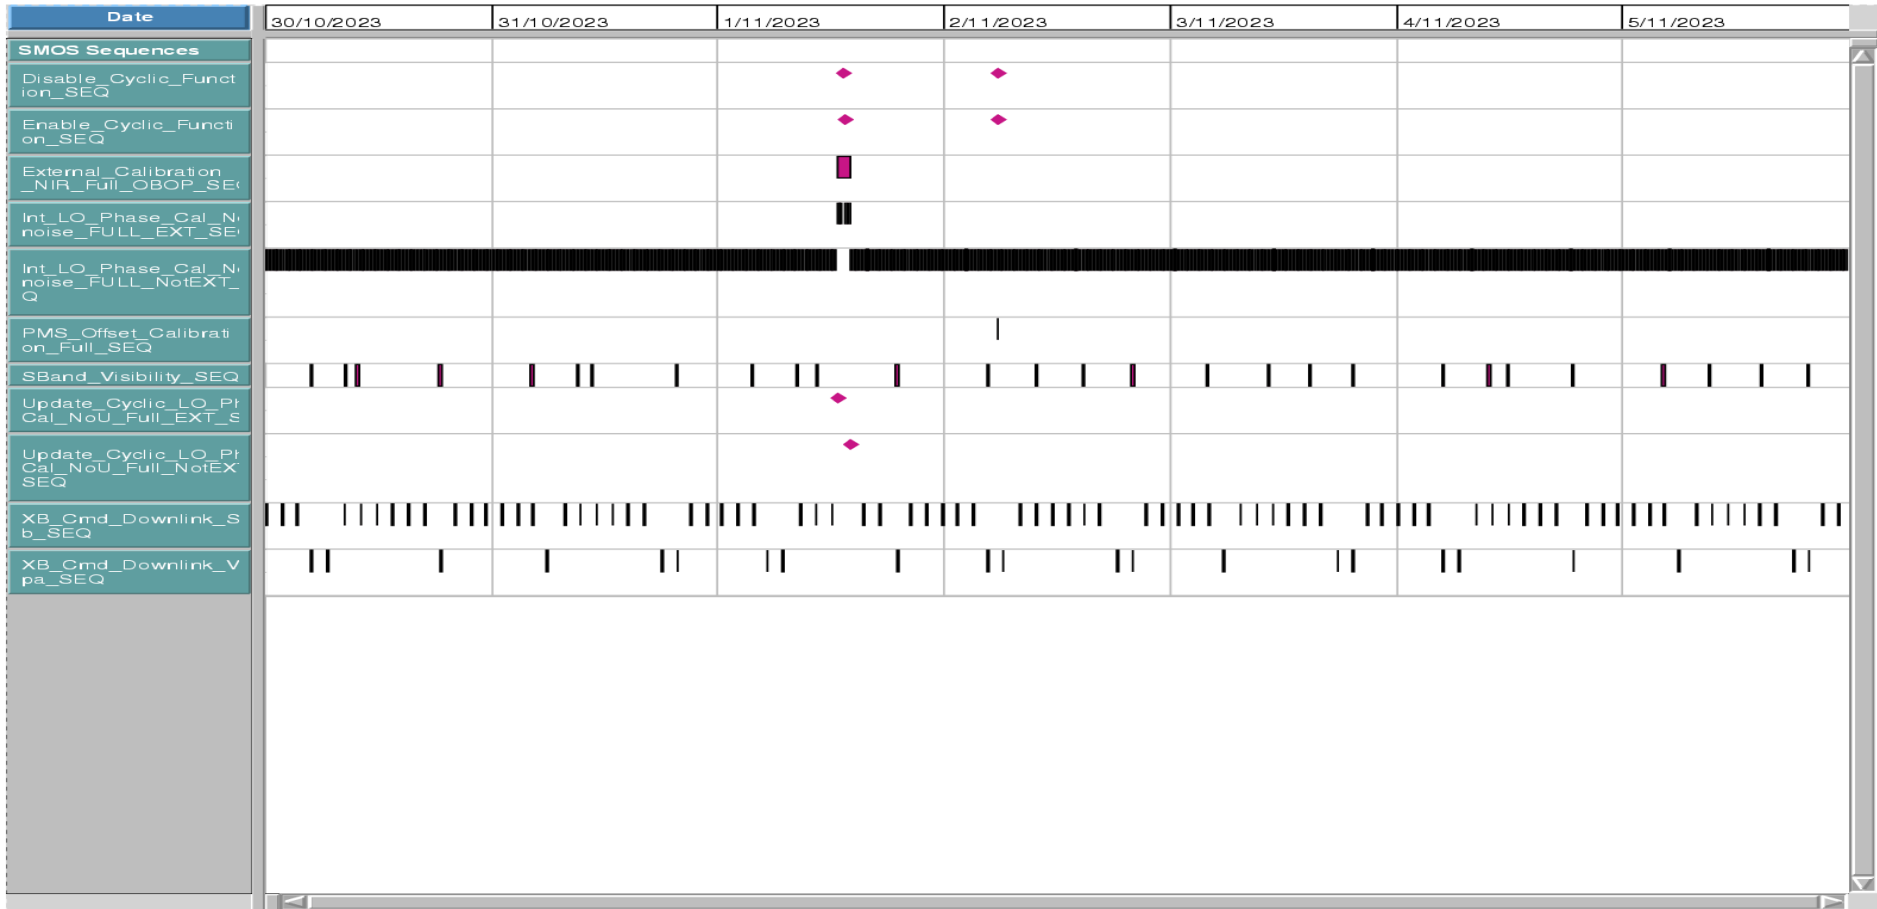 Date
30/10/2023 31/10/2023 1/11/2023 2/11/2023 3/11/2023 4/11/2023 5/11/2023
SMOS Sequences
Disable_Cyclic_Funct
ion_SEQ
Enable_Cyclic_Functi
on_SEQ
External_Calibration
_NIR_Full_OBOP_SE
Int_LO_Phase_Cal_N
noise_FULL_EXT_SE
Int_LO_Phase_Cal_N
noise_FULL_NotEXT_
Q
PMS_Offset_Calibrati
on_Full_SEQ
SBand_Visibility_SEQ
Update_Cyclic_LO_Ph
Cal_NoU_Full_EXT_S
Update_Cyclic_LO_Ph
Cal_NoU_Full_NotEX
SEQ
XB_Cmd_Downlink_S
b_SEQ
XB_Cmd_Downlink_V
pa_SEQ